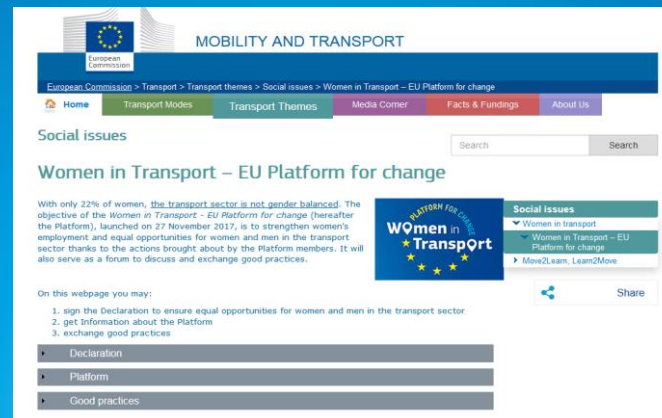 European
Commission
MOBILITY AND TRANSPORT
European Commission > Transport > Transport themes > Social issues > Women in Transport – EU Platform for change
Home
Transport Modes
Transport Themes
Media Corner
Facts & Fundings
About Us
Social issues
Search
Search
Women in Transport – EU Platform for change
With only 22% of women, the transport sector is not gender balanced. The
objective of the Women in Transport - EU Platform for change (hereafter
the Platform), launched on 27 November 2017, is to strengthen women's
employment and equal opportunities for women and men in the transport
sector thanks to the actions brought about by the Platform members. It will
also serve as a forum to discuss and exchange good practices.
PLATFORM FOR CHANGE
Women in
Transport
Social issues
Women in transport
Women in Transport – EU
Platform for change
Move2Learn, Learn2Move
Share
On this webpage you may:
1. sign the Declaration to ensure equal opportunities for women and men in the transport sector
2. get Information about the Platform
3. exchange good practices
Declaration
Platform
Good practices